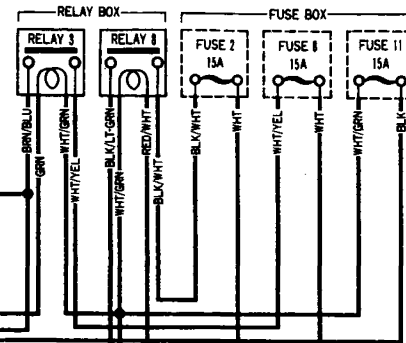 RELAY BOX
FUSE BOX
RELAY 3
RELAY 8
FUSE 2
15A
FUSE 8
15A
FUSE 11
15A
BRN/BLU
GRN
WHT/GRN
WHT/YEL
BLK/LT-GRN
WHT/GRN
RED/WHT
BLK/WHT
BLK/WHT
WHT
WHT/YEL
WHT
WHT/GRN
BLK